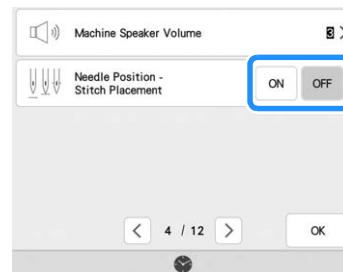 Machine Speaker Volume 3 >
Needle Position -
Stitch Placement
ON OFF
< 4 / 12 >
OK